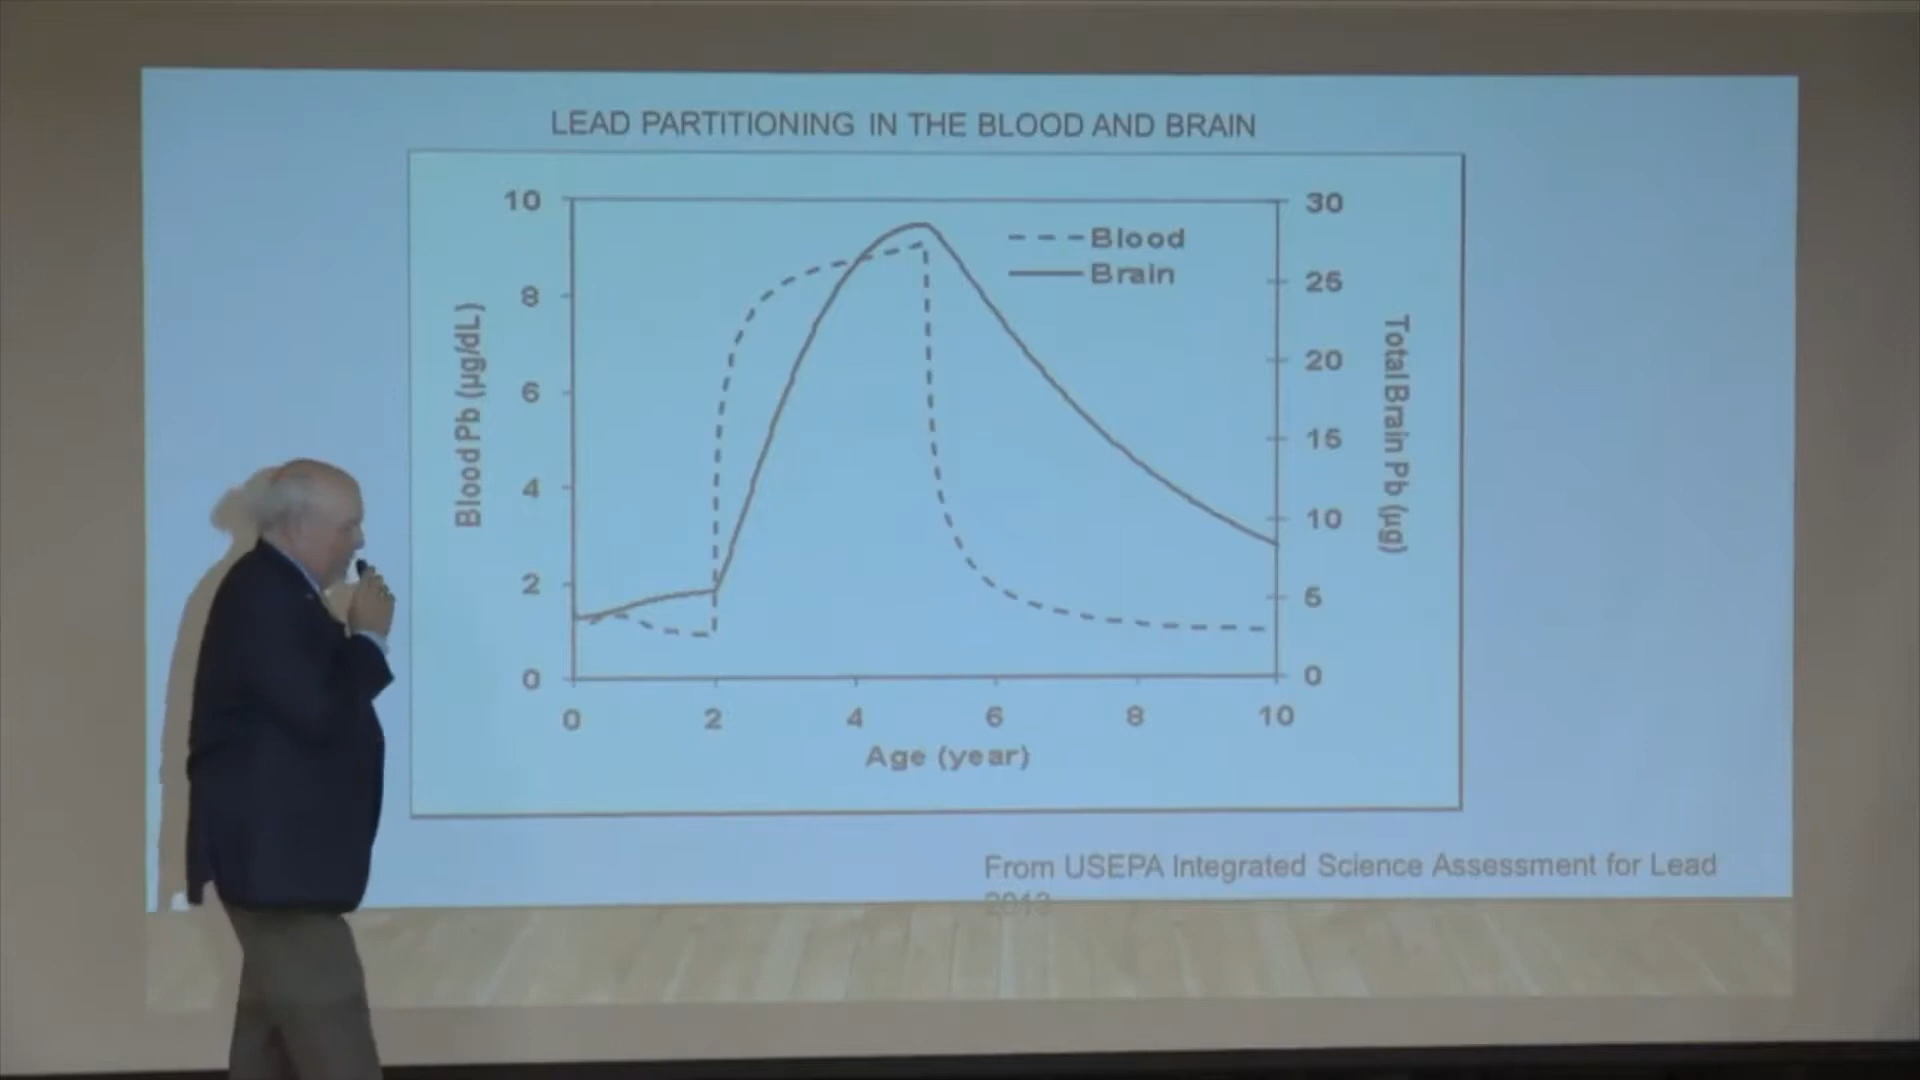 LEAD PARTITIONING IN THE BLOOD AND BRAIN
10
8
6
4
2
0
Blood Pb (µg/dL)
Blood
Brain
30
25
20
15
10
5
0
Total Brain Pb (µg)
0 2 4 6 8 10
Age (year)
From USEPA Integrated Science Assessment for Lead
2013